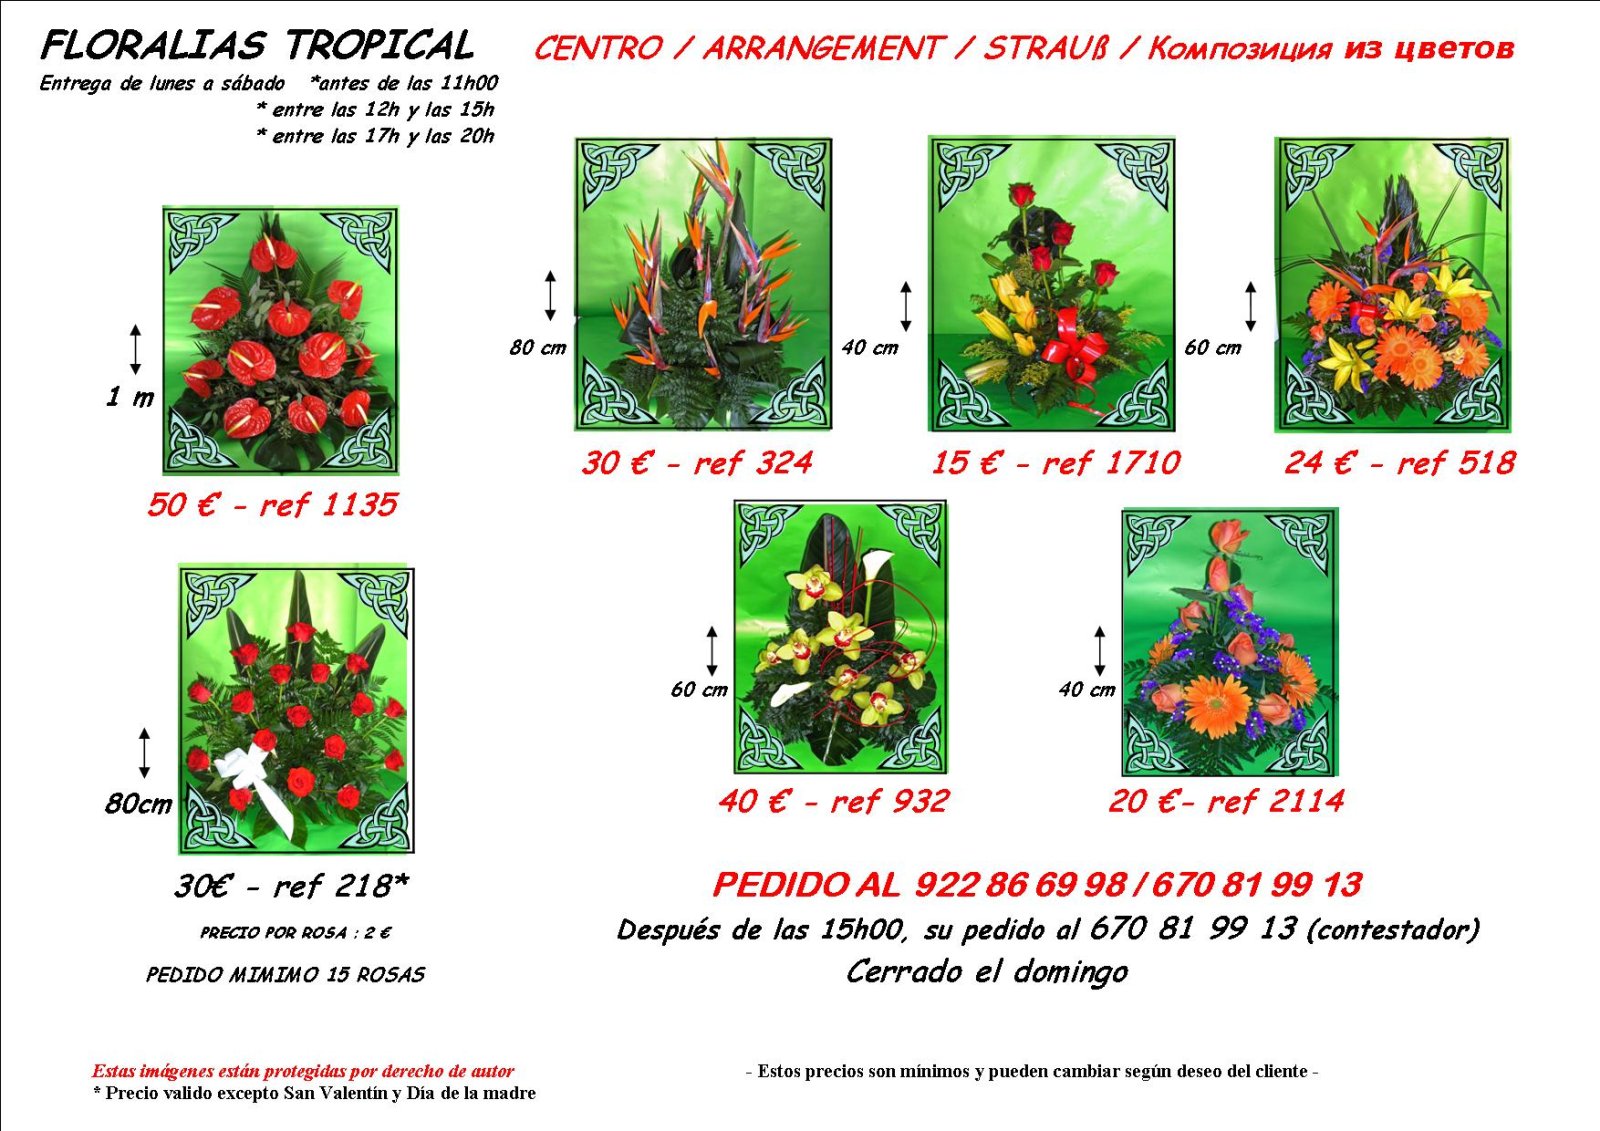 FLORALIAS TROPICAL
CENTRO / ARRANGEMENT / STRAUß / Композиция из цветов
Entrega de lunes a sábado *antes de las 11h00
* entre las 12h y las 15h
* entre las 17h y las 20h
1 m
50 € - ref 1135
80 cm
30 € - ref 324
40 cm
15 € - ref 1710
60 cm
24 € - ref 518
80cm
30€ - ref 218*
PRECIO POR ROSA : 2 €
PEDIDO MIMIMO 15 ROSAS
60 cm
40 € - ref 932
40 cm
20 €- ref 2114
PEDIDO AL 922 86 69 98 / 670 81 99 13
Después de las 15h00, su pedido al 670 81 99 13 (contestador)
Cerrado el domingo
Estas imágenes están protegidas por derecho de autor
* Precio valido excepto San Valentín y Día de la madre
- Estos precios son mínimos y pueden cambiar según deseo del cliente -